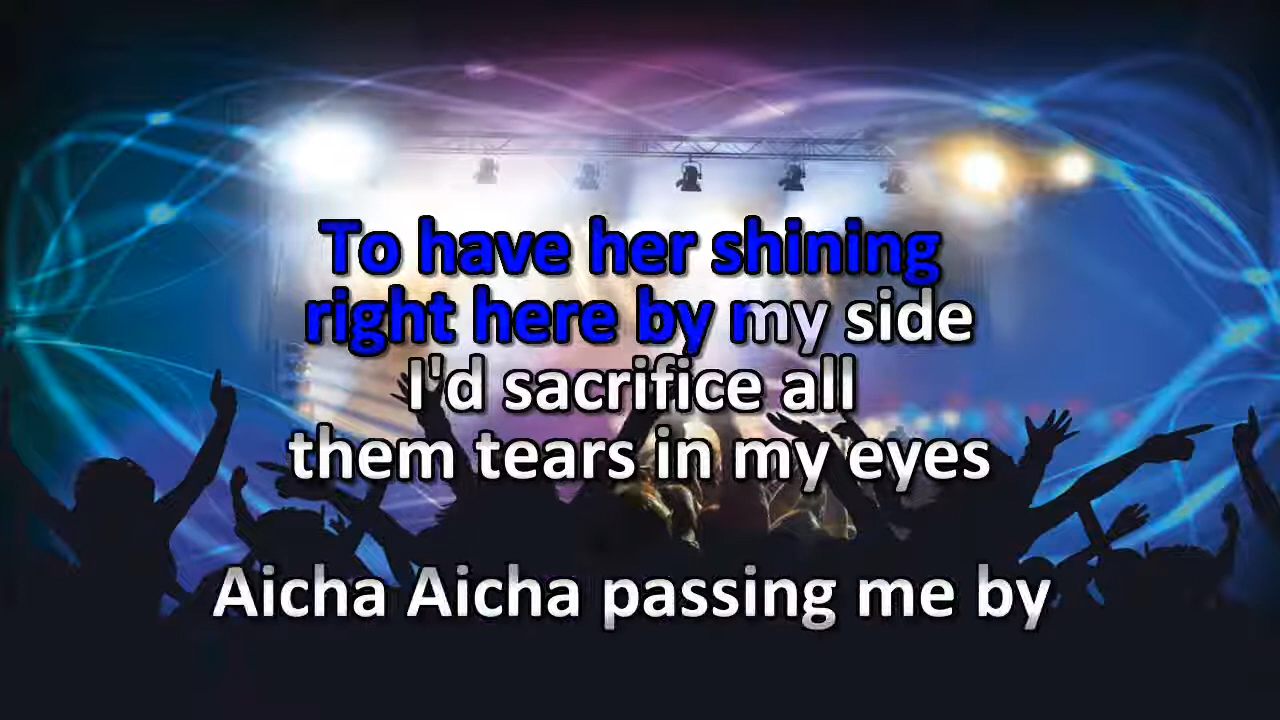 To have her shining
right here by my side
I'd sacrifice all
them tears in my eyes
Aicha Aicha passing me by